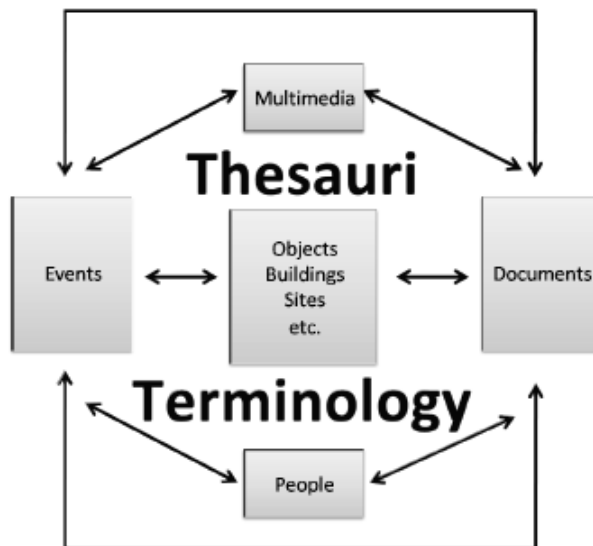 Multimedia
Thesauri
Events
Objects
Buildings
Sites
etc.
Documents
Terminology
People